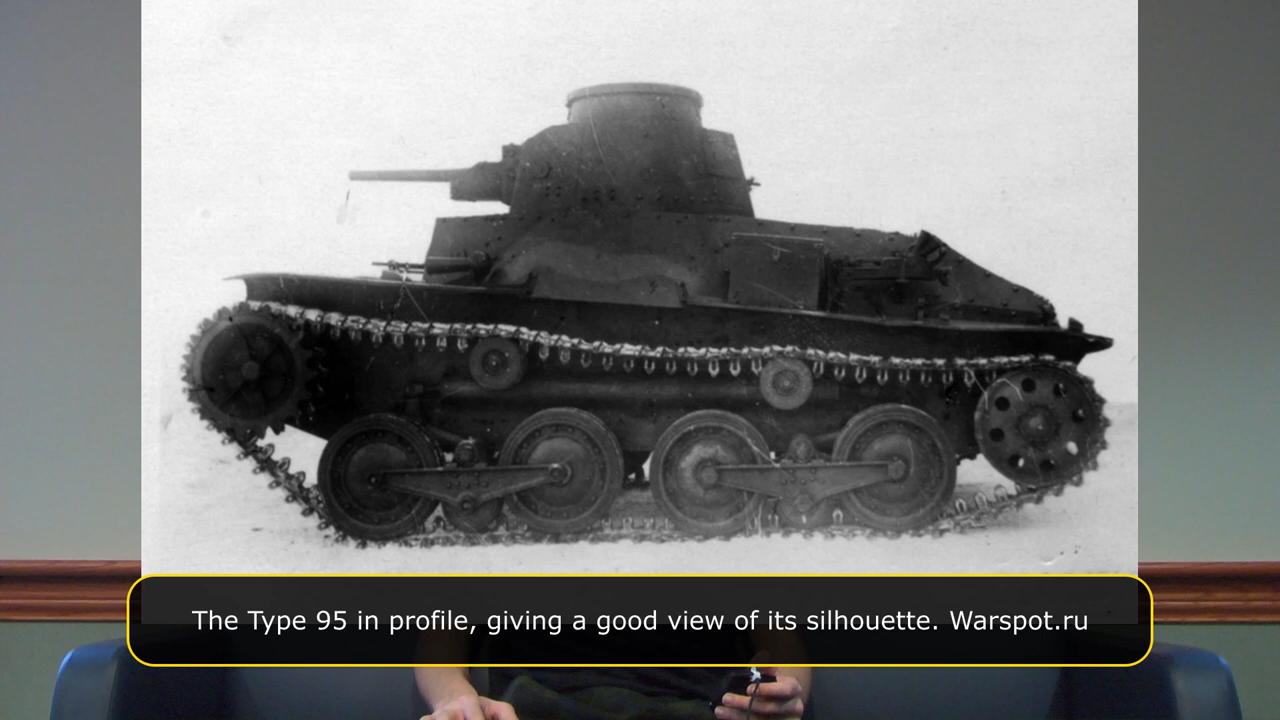 The Type 95 in profile, giving a good view of its silhouette. Warspot.ru